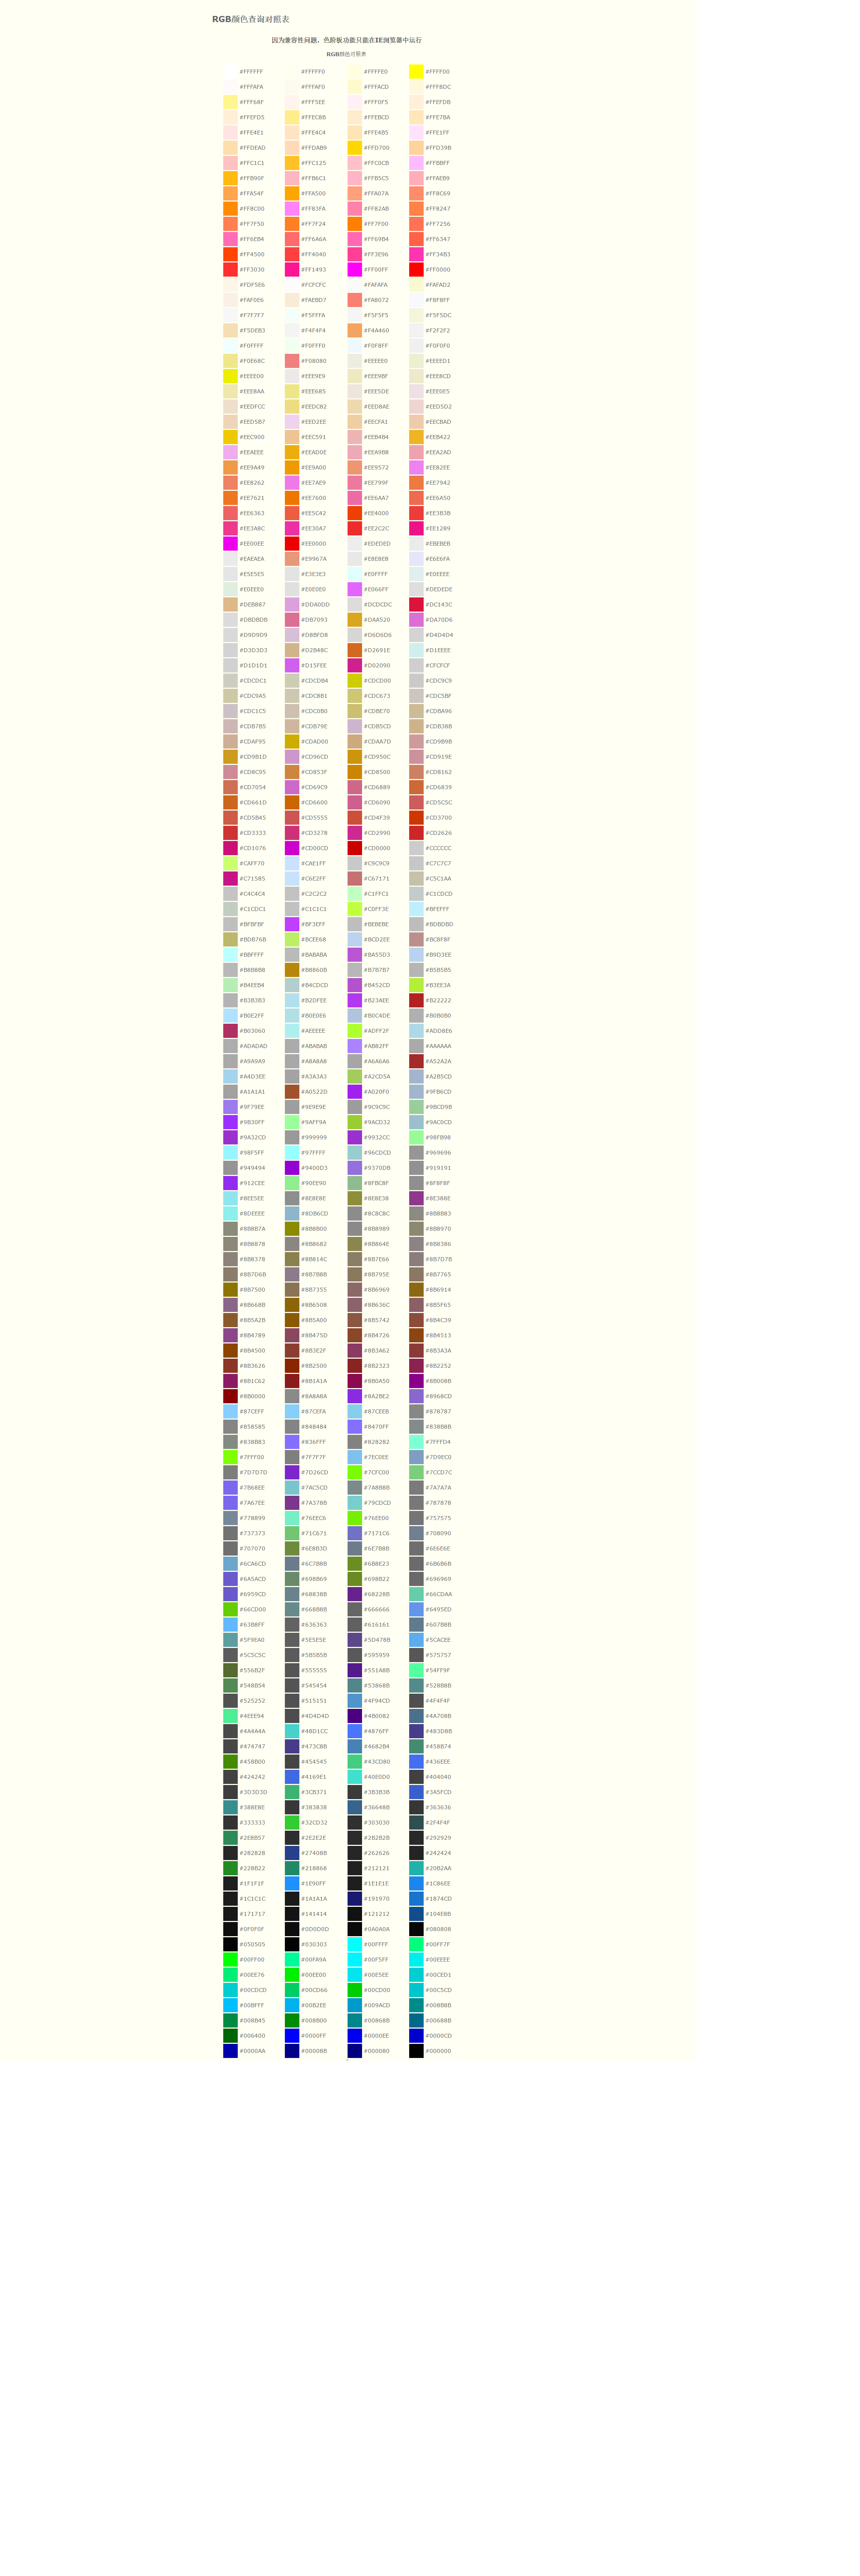 RGB颜色查询对照表
因为兼容性问题，色阶板功能只能在IE浏览器中运行
RGB颜色对照表
#FFFFFF #FFFFF0 #FFFFE0 #FFFF00
#FFFAFA #FFFAF0 #FFFACD #FFF8DC
#FFF68F #FFF5EE #FFF0F5 #FFEFDB
#FFEFD5 #FFEC8B #FFEBCD #FFE7BA
#FFE4E1 #FFE4C4 #FFE4B5 #FFE1FF
#FFDEAD #FFDAB9 #FFD700 #FFD39B
#FFC1C1 #FFC125 #FFC0CB #FFBBFF
#FFB90F #FFB6C1 #FFB5C5 #FFAEB9
#FFA54F #FFA500 #FFA07A #FF8C69
#FF8C00 #FF83FA #FF82AB #FF8247
#FF7F50 #FF7F24 #FF7F00 #FF7256
#FF6EB4 #FF6A6A #FF69B4 #FF6347
#FF4500 #FF4040 #FF3E96 #FF34B3
#FF3030 #FF1493 #FF00FF #FF0000
#FDF5E6 #FCFCFC #FAFAFA #FAFAD2
#FAF0E6 #FAEBD7 #FA8072 #F8F8FF
#F7F7F7 #F5FFFA #F5F5F5 #F5F5DC
#F5DEB3 #F4F4F4 #F4A460 #F2F2F2
#F0FFFF #F0FFF0 #F0F8FF #F0F0F0
#F0E68C #F08080 #EEEEE0 #EEEED1
#EEEE00 #EEE9E9 #EEE9BF #EEE8CD
#EEE8AA #EEE685 #EEE5DE #EEE0E5
#EEDFCC #EEDC82 #EED8AE #EED5D2
#EED5B7 #EED2EE #EECFA1 #EECBAD
#EEC900 #EEC591 #EEB4B4 #EEB422
#EEAEEE #EEAD0E #EEA9B8 #EEA2AD
#EE9A49 #EE9A00 #EE9572 #EE82EE
#EE8262 #EE7AE9 #EE799F #EE7942
#EE7621 #EE7600 #EE6AA7 #EE6A50
#EE6363 #EE5C42 #EE4000 #EE3B3B
#EE3A8C #EE30A7 #EE2C2C #EE1289
#EE00EE #EE0000 #EDEDED #EBEBEB
#EAEAEA #E9967A #E8E8E8 #E6E6FA
#E5E5E5 #E3E3E3 #E0FFFF #E0EEEE
#E0EEE0 #E0E0E0 #E066FF #DEDEDE
#DEB887 #DDA0DD #DCDCDC #DC143C
#DBDBDB #DB7093 #DAA520 #DA70D6
#D9D9D9 #D8BFD8 #D6D6D6 #D4D4D4
#D3D3D3 #D2B48C #D2691E #D1EEEE
#D1D1D1 #D15FEE #D02090 #CFCFCF
#CDCDC1 #CDCDB4 #CDCD00 #CDC9C9
#CDC9A5 #CDC8B1 #CDC673 #CDC5BF
#CDC1C5 #CDC0B0 #CDBE70 #CDBA96
#CDB7B5 #CDB79E #CDB5CD #CDB38B
#CDAF95 #CDAD00 #CDAA7D #CD9B9B
#CD9B1D #CD96CD #CD950C #CD919E
#CD8C95 #CD853F #CD8500 #CD8162
#CD7054 #CD69C9 #CD6889 #CD6839
#CD661D #CD6600 #CD6090 #CD5C5C
#CD5B45 #CD5555 #CD4F39 #CD3700
#CD3333 #CD3278 #CD2990 #CD2626
#CD1076 #CD00CD #CD0000 #CCCCCC
#CAFF70 #CAE1FF #C9C9C9 #C7C7C7
#C71585 #C6E2FF #C67171 #C5C1AA
#C4C4C4 #C2C2C2 #C1FFC1 #C1CDCD
#C1CDC1 #C1C1C1 #C0FF3E #BFEFFF
#BFBFBF #BF3EFF #BEBEBE #BDBDBD
#BDB76B #BCEE68 #BCD2EE #BC8F8F
#BBFFFF #BABABA #BA55D3 #B9D3EE
#B8B8B8 #B8860B #B7B7B7 #B5B5B5
#B4EEB4 #B4CDCD #B452CD #B3EE3A
#B3B3B3 #B2DFEE #B23AEE #B22222
#B0E2FF #B0E0E6 #B0C4DE #B0B0B0
#B03060 #AEEEEE #ADFF2F #ADD8E6
#ADADAD #ABABAB #AB82FF #AAAAAA
#A9A9A9 #A8A8A8 #A6A6A6 #A52A2A
#A4D3EE #A3A3A3 #A2CD5A #A2B5CD
#A1A1A1 #A0522D #A020F0 #9FB6CD
#9F79EE #9E9E9E #9C9C9C #9BCD9B
#9B30FF #9AFF9A #9ACD32 #9AC0CD
#9A32CD #999999 #9932CC #98FB98
#98F5FF #97FFFF #96CDCD #969696
#949494 #9400D3 #9370DB #919191
#912CEE #90EE90 #8FBC8F #8F8F8F
#8EE5EE #8E8E8E #8E8E38 #8E388E
#8DEEEE #8DB6CD #8C8C8C #8B8B83
#8B8B7A #8B8B00 #8B8989 #8B8970
#8B8878 #8B8682 #8B864E #8B8386
#8B8378 #8B814C #8B7E66 #8B7D7B
#8B7D6B #8B7B8B #8B795E #8B7765
#8B7500 #8B7355 #8B6969 #8B6914
#8B668B #8B6508 #8B636C #8B5F65
#8B5A2B #8B5A00 #8B5742 #8B4C39
#8B4789 #8B475D #8B4726 #8B4513
#8B4500 #8B3E2F #8B3A62 #8B3A3A
#8B3626 #8B2500 #8B2323 #8B2252
#8B1C62 #8B1A1A #8B0A50 #8B008B
#8B0000 #8A8A8A #8A2BE2 #8968CD
#87CEFF #87CEFA #87CEEB #878787
#858585 #848484 #8470FF #838B8B
#838B83 #836FFF #828282 #7FFFD4
#7FFF00 #7F7F7F #7EC0EE #7D9EC0
#7D7D7D #7D26CD #7CFC00 #7CCD7C
#7B68EE #7AC5CD #7A8B8B #7A7A7A
#7A67EE #7A378B #79CDCD #787878
#778899 #76EEC6 #76EE00 #757575
#737373 #71C671 #7171C6 #708090
#707070 #6E8B3D #6E7B8B #6E6E6E
#6CA6CD #6C7B8B #6B8E23 #6B6B6B
#6A5ACD #698B69 #698B22 #696969
#6959CD #68838B #68228B #66CDAA
#66CD00 #668B8B #666666 #6495ED
#63B8FF #636363 #616161 #607B8B
#5F9EA0 #5E5E5E #5D478B #5CACEE
#5C5C5C #5B5B5B #595959 #575757
#556B2F #555555 #551A8B #54FF9F
#548B54 #545454 #53868B #528B8B
#525252 #515151 #4F94CD #4F4F4F
#4EEE94 #4D4D4D #4B0082 #4A708B
#4A4A4A #48D1CC #4876FF #483D8B
#474747 #473C8B #4682B4 #458B74
#458B00 #454545 #43CD80 #436EEE
#424242 #4169E1 #40E0D0 #404040
#3D3D3D #3CB371 #3B3B3B #3A5FCD
#388E8E #383838 #36648B #363636
#333333 #32CD32 #303030 #2F4F4F
#2E8B57 #2E2E2E #2B2B2B #292929
#282828 #27408B #262626 #242424
#228B22 #218868 #212121 #20B2AA
#1F1F1F #1E90FF #1E1E1E #1C86EE
#1C1C1C #1A1A1A #191970 #1874CD
#171717 #141414 #121212 #104E8B
#0F0F0F #0D0D0D #0A0A0A #080808
#050505 #030303 #00FFFF #00FF7F
#00FF00 #00FA9A #00F5FF #00EEEE
#00EE76 #00EE00 #00E5EE #00CED1
#00CDCD #00CD66 #00CD00 #00C5CD
#00BFFF #00B2EE #009ACD #008B8B
#008B45 #008B00 #00868B #00688B
#006400 #0000FF #0000EE #0000CD
#0000AA #00008B #000080 #000000